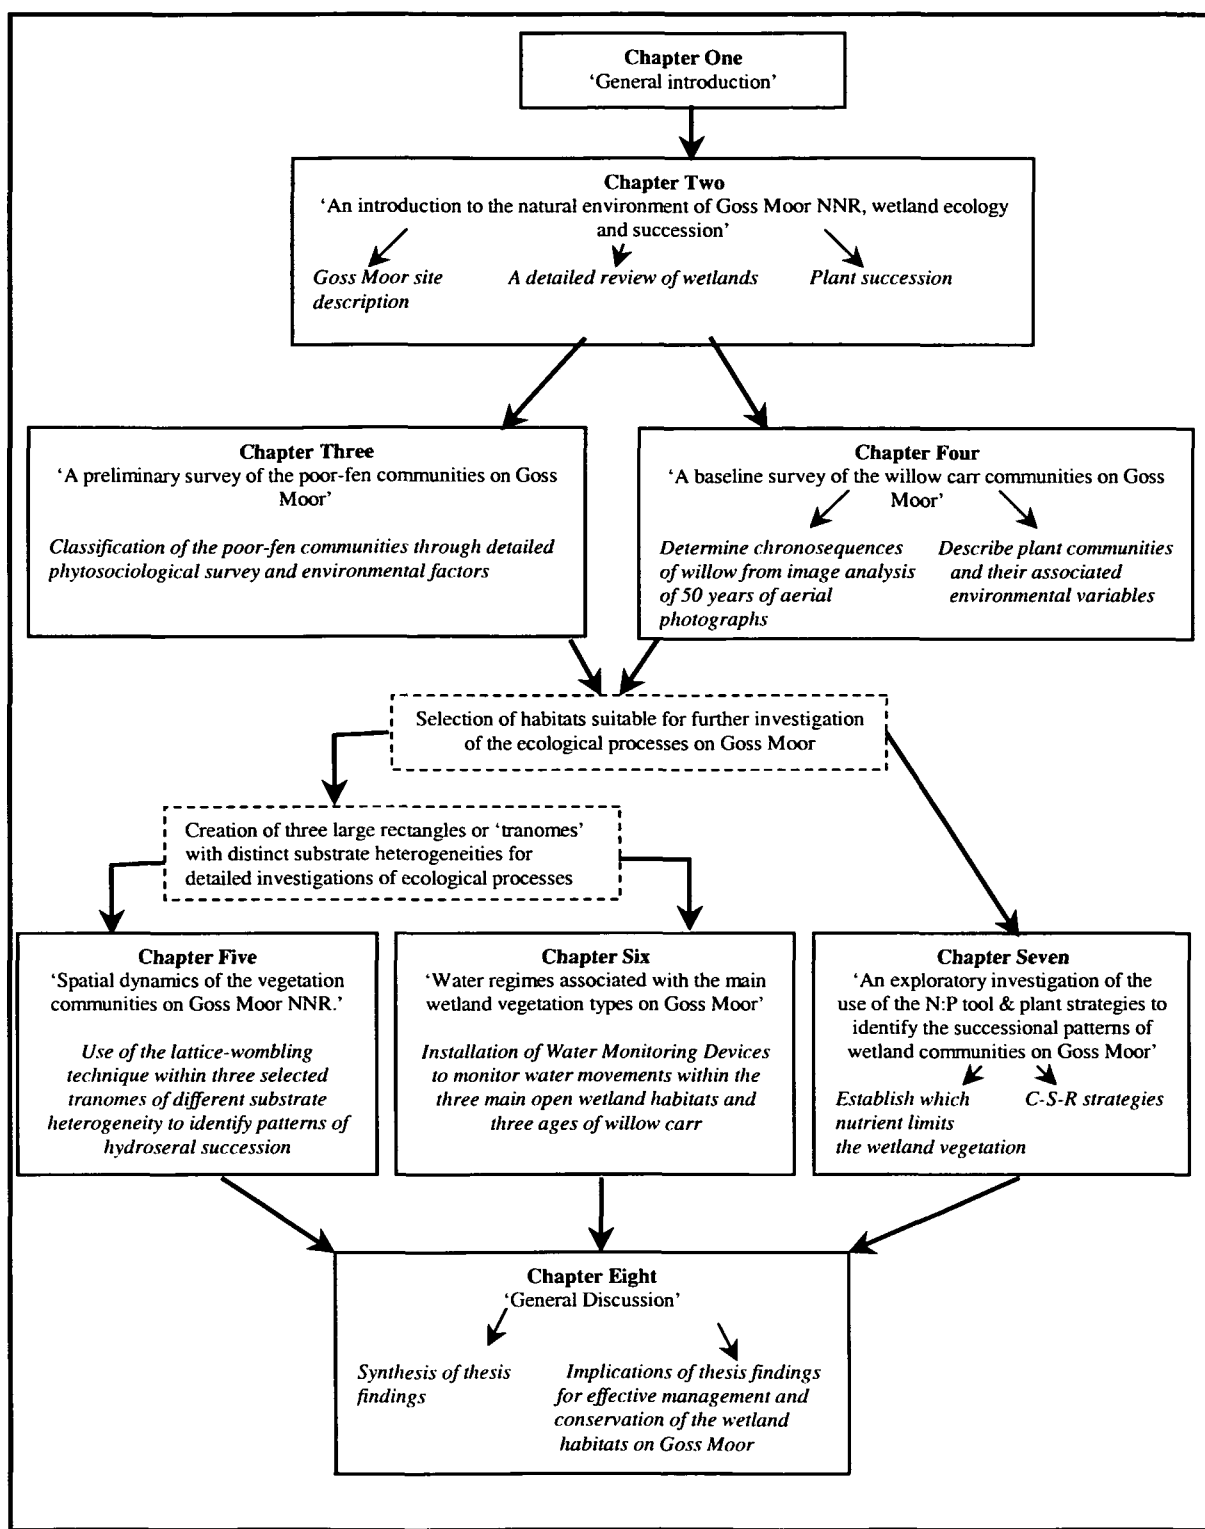 Chapter One
‘General introduction’
Chapter Two
‘An introduction to the natural environment of Goss Moor NNR, wetland ecology
and succession’
Goss Moor site
description
A detailed review of wetlands
Plant succession
Chapter Three
‘A preliminary survey of the poor-fen communities on Goss
Moor’
Classification of the poor-fen communities through detailed
phytosociological survey and environmental factors
Chapter Four
‘A baseline survey of the willow carr communities on Goss
Moor’
Determine chronosequences
of willow from image analysis
of 50 years of aerial
photographs
Describe plant communities
and their associated
environmental variables
Selection of habitats suitable for further investigation
of the ecological processes on Goss Moor
Creation of three large rectangles or ‘tranomes’
with distinct substrate heterogeneities for
detailed investigations of ecological processes
Chapter Five
‘Spatial dynamics of the vegetation
communities on Goss Moor NNR.’
Use of the lattice-wombling
technique within three selected
tranomes of different substrate
heterogeneity to identify patterns of
hydroseral succession
Chapter Six
‘Water regimes associated with the main
wetland vegetation types on Goss Moor’
Installation of Water Monitoring Devices
to monitor water movements within the
three main open wetland habitats and
three ages of willow carr
Chapter Seven
‘An exploratory investigation of the
use of the N:P tool & plant strategies to
identify the successional patterns of
wetland communities on Goss Moor’
Establish which
nutrient limits
the wetland vegetation
C-S-R strategies
Chapter Eight
‘General Discussion’
Synthesis of thesis
findings
Implications of thesis findings
for effective management and
conservation of the wetland
habitats on Goss Moor